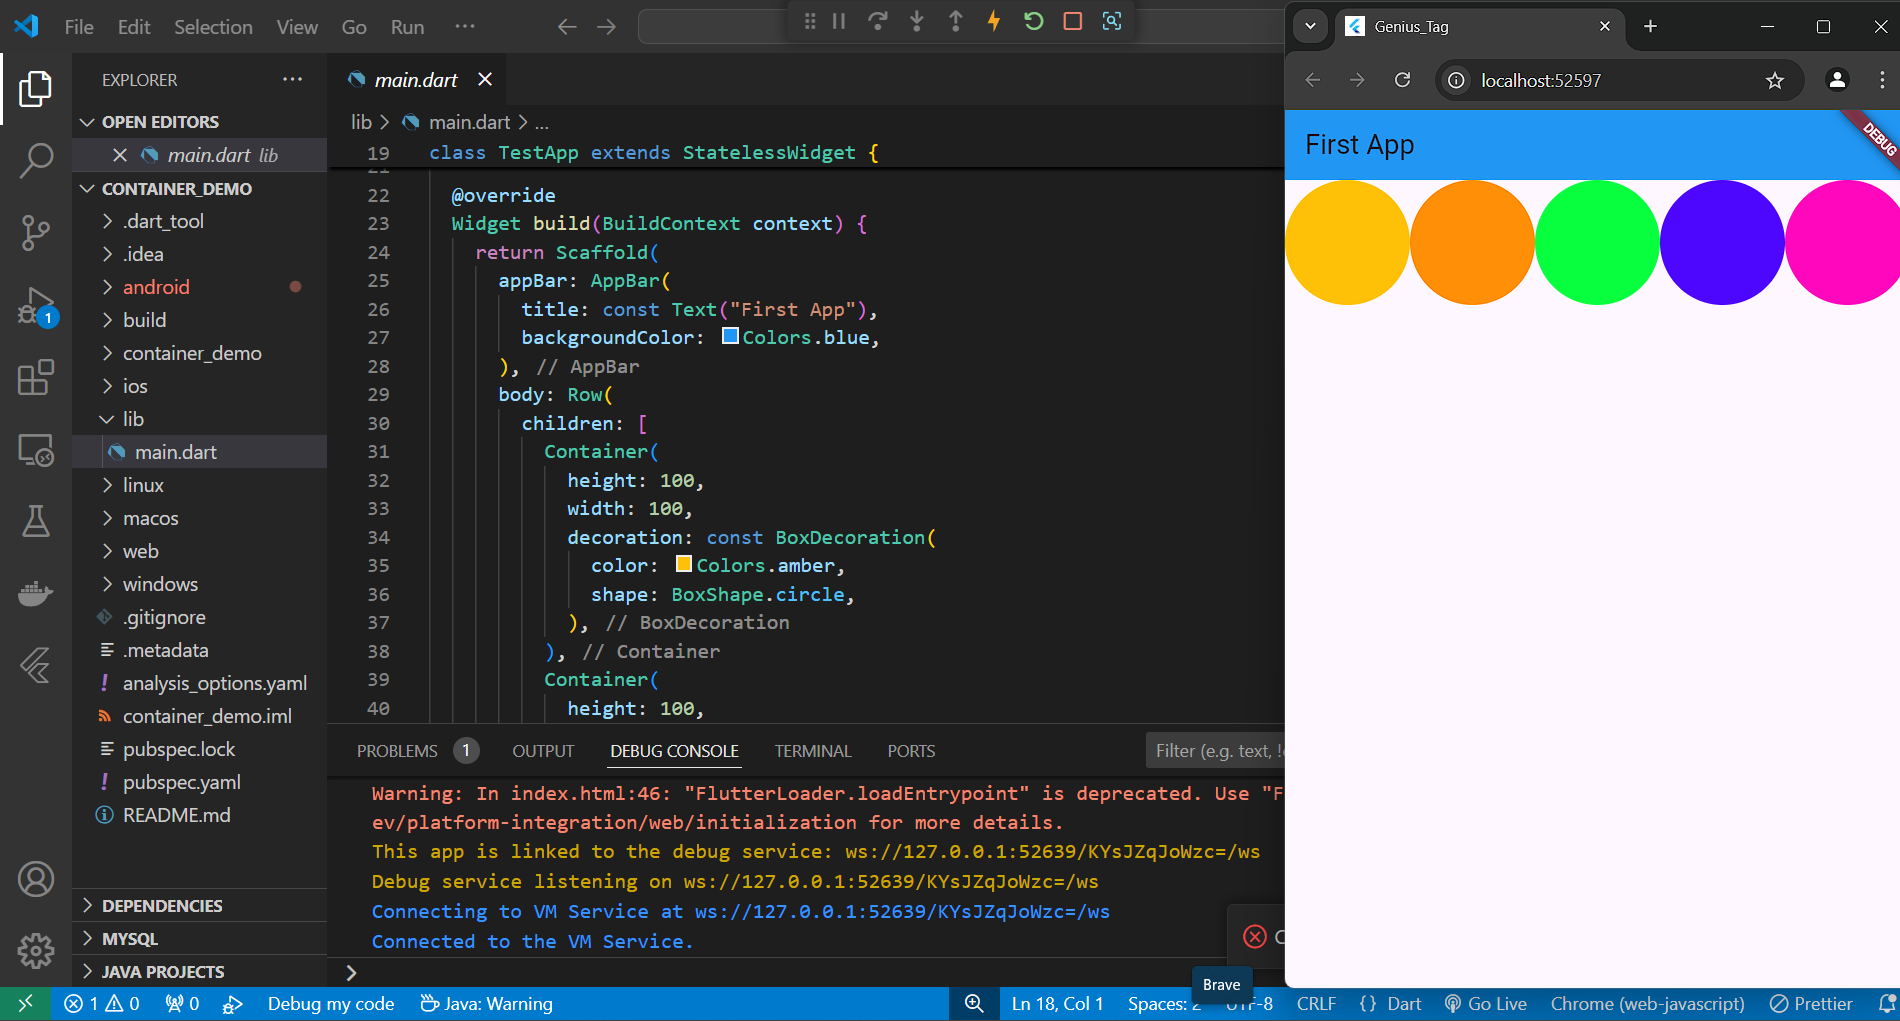 File Edit Selection View Go Run ···
EXPLORER ···
OPEN EDITORS
main.dart lib
CONTAINER_DEMO
.dart_tool
.idea
android
build
container_demo
ios
lib
main.dart
linux
macos
web
windows
.gitignore
.metadata
! analysis_options.yaml
container_demo.iml
pubspec.lock
! pubspec.yaml
README.md
DEPENDENCIES
MYSQL
JAVA PROJECTS
1
main.dart
lib > main.dart > ...
19 class TestApp extends StatelessWidget {
21
22 @override
23 Widget build(BuildContext context) {
24 return Scaffold(
25 appBar: AppBar(
26 title: const Text("First App"),
27 backgroundColor: Colors.blue,
28 ), // AppBar
29 body: Row(
30 children: [
31 Container(
32 height: 100,
33 width: 100,
34 decoration: const BoxDecoration(
35 color: Colors.amber,
36 shape: BoxShape.circle,
37 ), // BoxDecoration
38 ), // Container
39 Container(
40 height: 100,
PROBLEMS 1 OUTPUT DEBUG CONSOLE TERMINAL PORTS Filter (e.g. text, !
Warning: In index.html:46: "FlutterLoader.loadEntrypoint" is deprecated. Use "F
ev/platform-integration/web/initialization for more details.
This app is linked to the debug service: ws://127.0.0.1:52639/KYsJZqJoWzc=/ws
Debug service listening on ws://127.0.0.1:52639/KYsJZqJoWzc=/ws
Connecting to VM Service at ws://127.0.0.1:52639/KYsJZqJoWzc=/ws
Connected to the VM Service.
>
Genius_Tag
localhost:52597
First App
DEBUG
Brave
1 0 0 Debug my code Java: Warning Ln 18, Col 1 Spaces: 2 UTF-8 CRLF {} Dart Go Live Chrome (web-javascript) Prettier